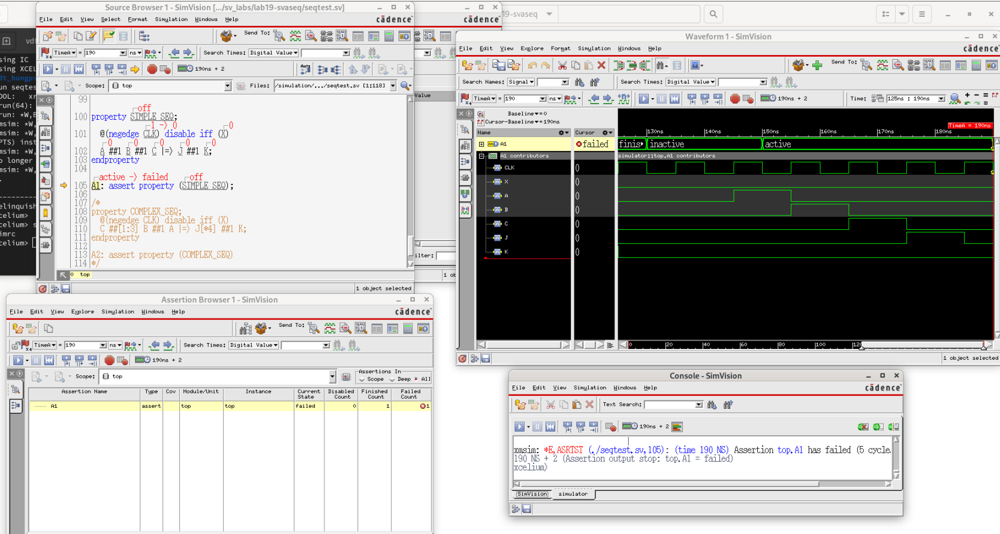 Source Browser 1 - SimVision [.../sv_labs/lab19-svaseq/seqtest.sv]
File Edit View Select Format Simulation Windows Help
cādence
cādence
Send To:
TimeA = 190 ns
Search Times: Digital Value
190ns + 2
Scope: top
Files: /simulation/.../seqtest.sv [1:118]
99
off
100 property SIMPLE_SEQ;
1 -> 0 0
101 @(negedge CLK) disable iff (X)
0 0 0 0 0
102 A ##1 B ##1 C |=> J ##1 K;
103 endproperty
104
active -> failed off
105 A1: assert property (SIMPLE_SEQ);
106
107 /*
108 property COMPLEX_SEQ;
109 @(negedge CLK) disable iff (X)
110 C ##[1:3] B ##1 A |=> J[*4] ##1 K;
111 endproperty
112
113 A2: assert property (COMPLEX_SEQ)
114 */
0 top
1 object selected
Value
ilter:
1 ob
19-svaseq
vd
sing IC
sing XCEL
dt_hungp
un seqtes
OOL: xr
run(64):
run: *W,E
msim: *W,
msim: *W,
PTS) inst
msim: *W,
o longer
msim: *W,
.
elinquish
celium>
celium> s
imrc
celium>
Waveform 1 - SimVision
File Edit View Explore Format Simulation Windows Help
cādence
Send To:
Search Names: Signal
Search Times: Digital Value
TimeA = 190 ns
190ns + 2
Time: 125ns : 190ns
Baseline = 0
Cursor-Baseline = 190ns
TimeA = 190ns
Name Cursor
130ns 140ns 150ns 160ns 170ns 180ns
A1 failed finis inactive active
A1 contributors simulator::top.A1 contributors
CLK 0
X
A 0
B 0
C 0
J 0
K 0
0 20 40 60 80 100 120
1 object selected
Assertion Browser 1 - SimVision
File Edit View Explore Simulation Windows Help
cādence
Send To:
TimeA = 190 ns
Search Times: Digital Value
190ns + 2
Scope: top
Assertions In
Scope Deep All
Assertion Name Type Cov Module/Unit Instance Current State Disabled Count Finished Count Failed Count
A1 assert top top failed 0 1 1
Console - SimVision
File Edit View Simulation Windows Help
cādence
Text Search:
190ns + 2
xmsim: *E,ASRTST (./seqtest.sv,105): (time 190 NS) Assertion top.A1 has failed (5 cycle
190 NS + 2 (Assertion output stop: top.A1 = failed)
xcelium>
SimVision simulator